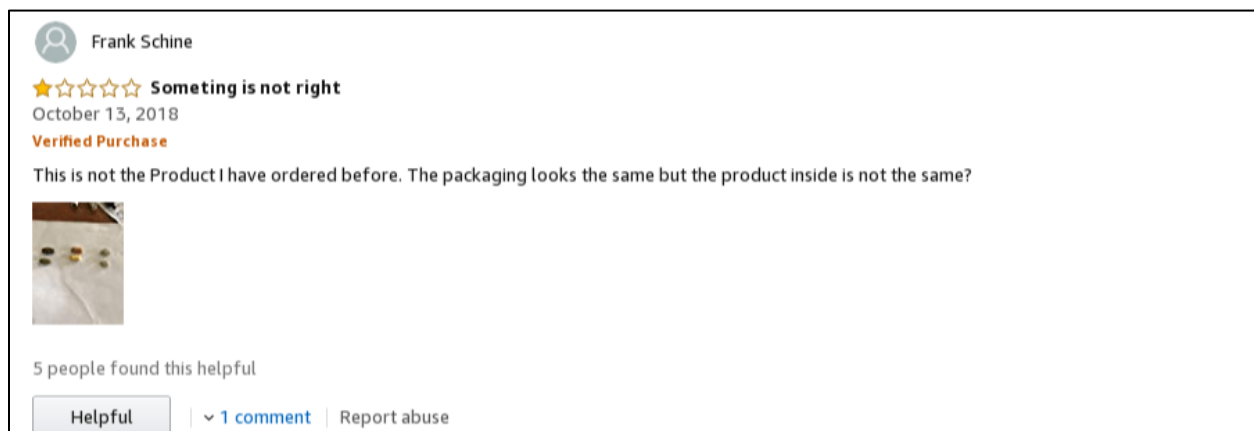 Frank Schine
Someting is not right
October 13, 2018
Verified Purchase
This is not the Product I have ordered before. The packaging looks the same but the product inside is not the same?
5 people found this helpful
Helpful
1 comment
Report abuse